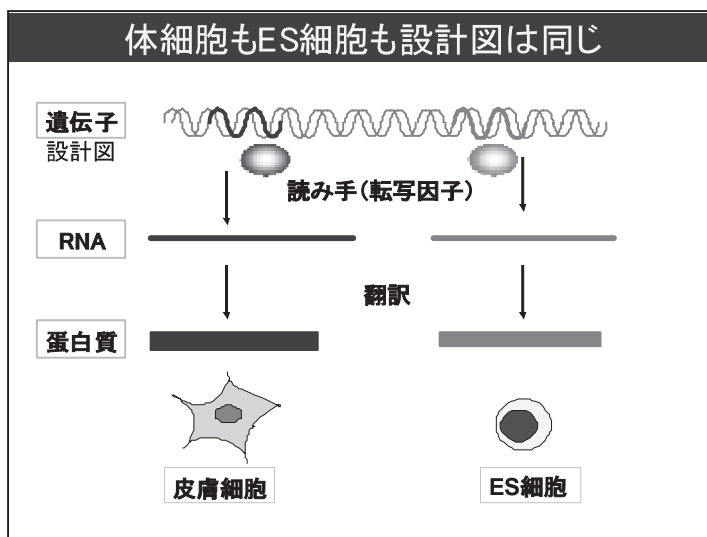 体細胞もES細胞も設計図は同じ
遺伝子
設計図
読み手(転写因子)
RNA
翻訳
蛋白質
皮膚細胞
ES細胞